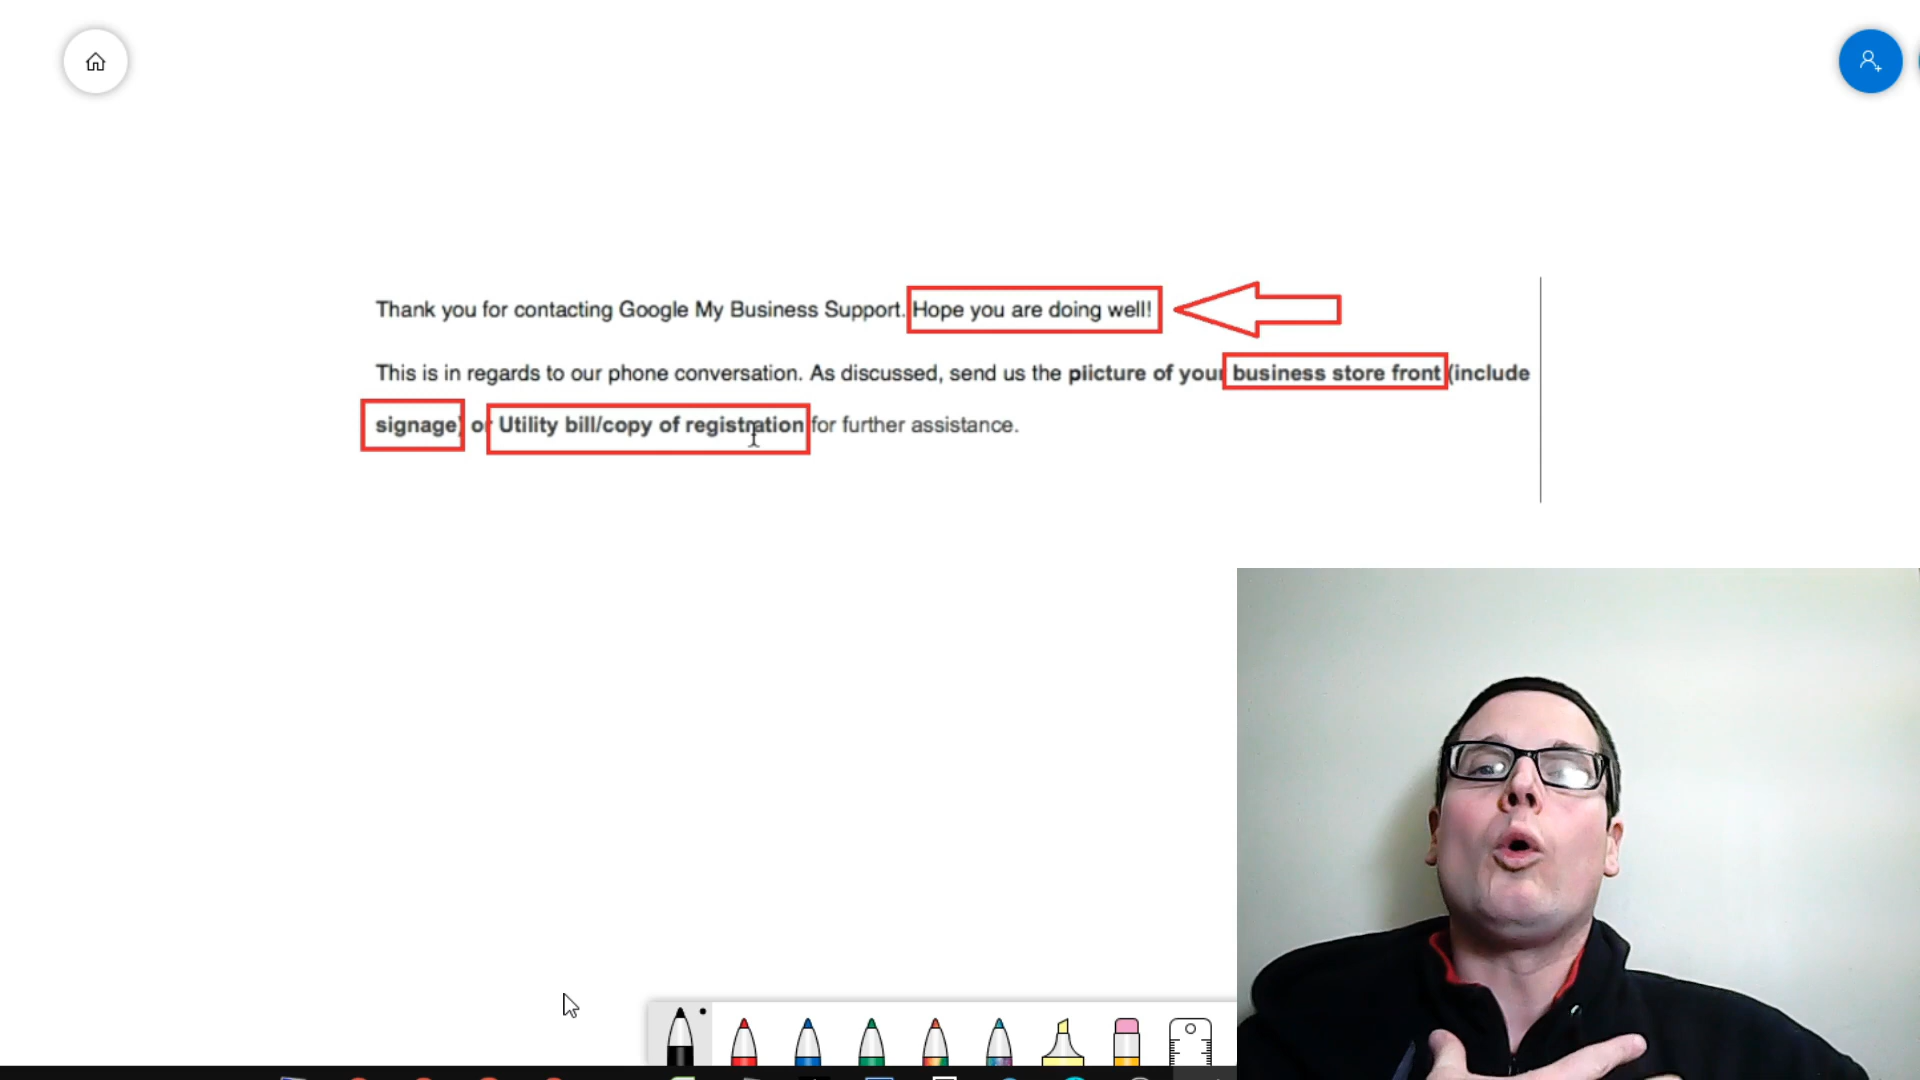 Thank you for contacting Google My Business Support. Hope you are doing well!
This is in regards to our phone conversation. As discussed, send us the plicture of your business store front (include
signage) or Utility bill/copy of registration for further assistance.